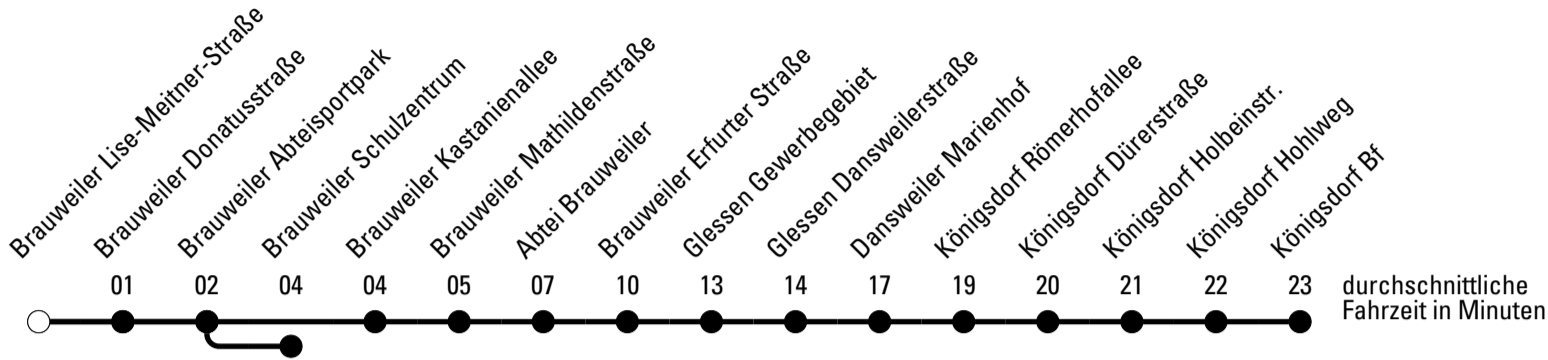 Brauweiler Lise-Meitner-Straße
Brauweiler Donatusstraße
Brauweiler Abteisportpark
Brauweiler Schulzentrum
Brauweiler Kastanienallee
Brauweiler Mathildenstraße
Abtei Brauweiler
Brauweiler Erfurter Straße
Glessen Gewerbegebiet
Glessen Dansweilerstraße
Dansweiler Marienhof
Königsdorf Römerhofallee
Königsdorf Dürerstraße
Königsdorf Holbeinstr.
Königsdorf Hohlweg
Königsdorf Bf
01 02 04 04 05 07 10 13 14 17 19 20 21 22 23
durchschnittliche
Fahrzeit in Minuten